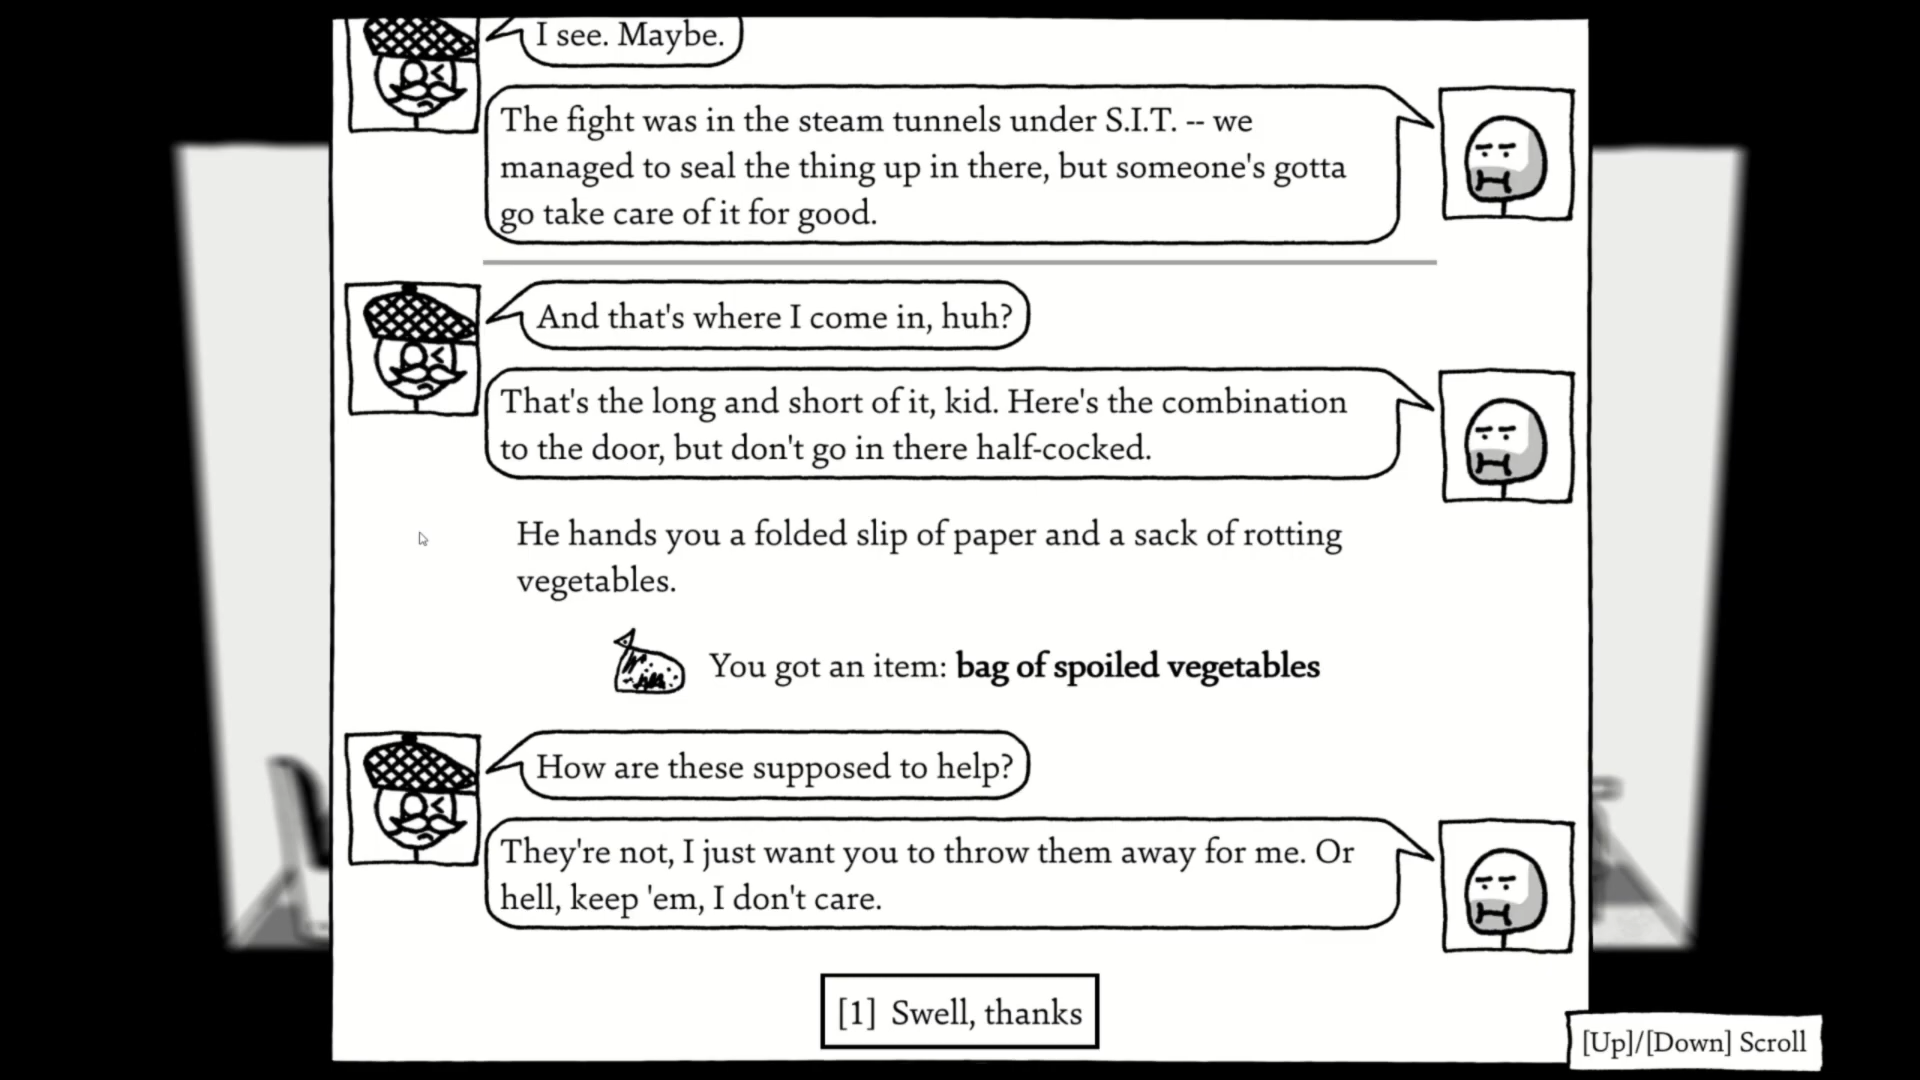 I see. Maybe.
The fight was in the steam tunnels under S.I.T. -- we
managed to seal the thing up in there, but someone's gotta
go take care of it for good.
And that's where I come in, huh?
That's the long and short of it, kid. Here's the combination
to the door, but don't go in there half-cocked.
He hands you a folded slip of paper and a sack of rotting
vegetables.
You got an item: bag of spoiled vegetables
How are these supposed to help?
They're not, I just want you to throw them away for me. Or
hell, keep 'em, I don't care.
[1] Swell, thanks
[Up]/[Down] Scroll